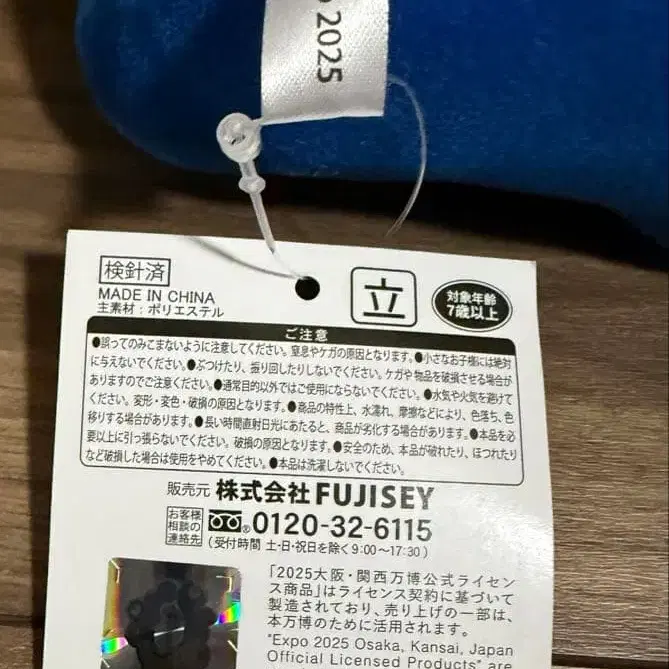 2025
検針済
MADE IN CHINA
主素材：ポリエステル
立
対象年齢
7歳以上
ご注意
●誤ってのみこまないように注意してください。窒息やケガの原因となります。●小さなお子様には絶対
に与えないでください。●ぶつけたり、振り回したりしないでください。ケガや物品を破損させる場合が
ありますのでご注意ください。●通常目的以外ではご使用にならないでください。●水気や火気を避けて
ください。変形・変色・破損の原因となります。●商品の特性上、水濡れ、摩擦などにより、色落ち、色
移りする場合があります。●長い時間直射日光にあたると、商品が劣化する場合があります。●本品を必
要以上に引っ張らないでください。破損の原因となります。●安全のため、本品が破れたり、ほつれたり
など破損した場合は使用をやめてください。●本品は洗濯しないでください。
販売元 株式会社FUJISEY
お客様
相談の
連絡先
® 0120-32-6115
（受付時間 土・日・祝日を除く9:00〜17:30）
「2025大阪・関西万博公式ライセン
ス商品」はライセンス契約に基づいて
製造されており、売り上げの一部は、
本万博のために活用されます。
"Expo 2025 Osaka, Kansai, Japan
Official Licensed Products" are